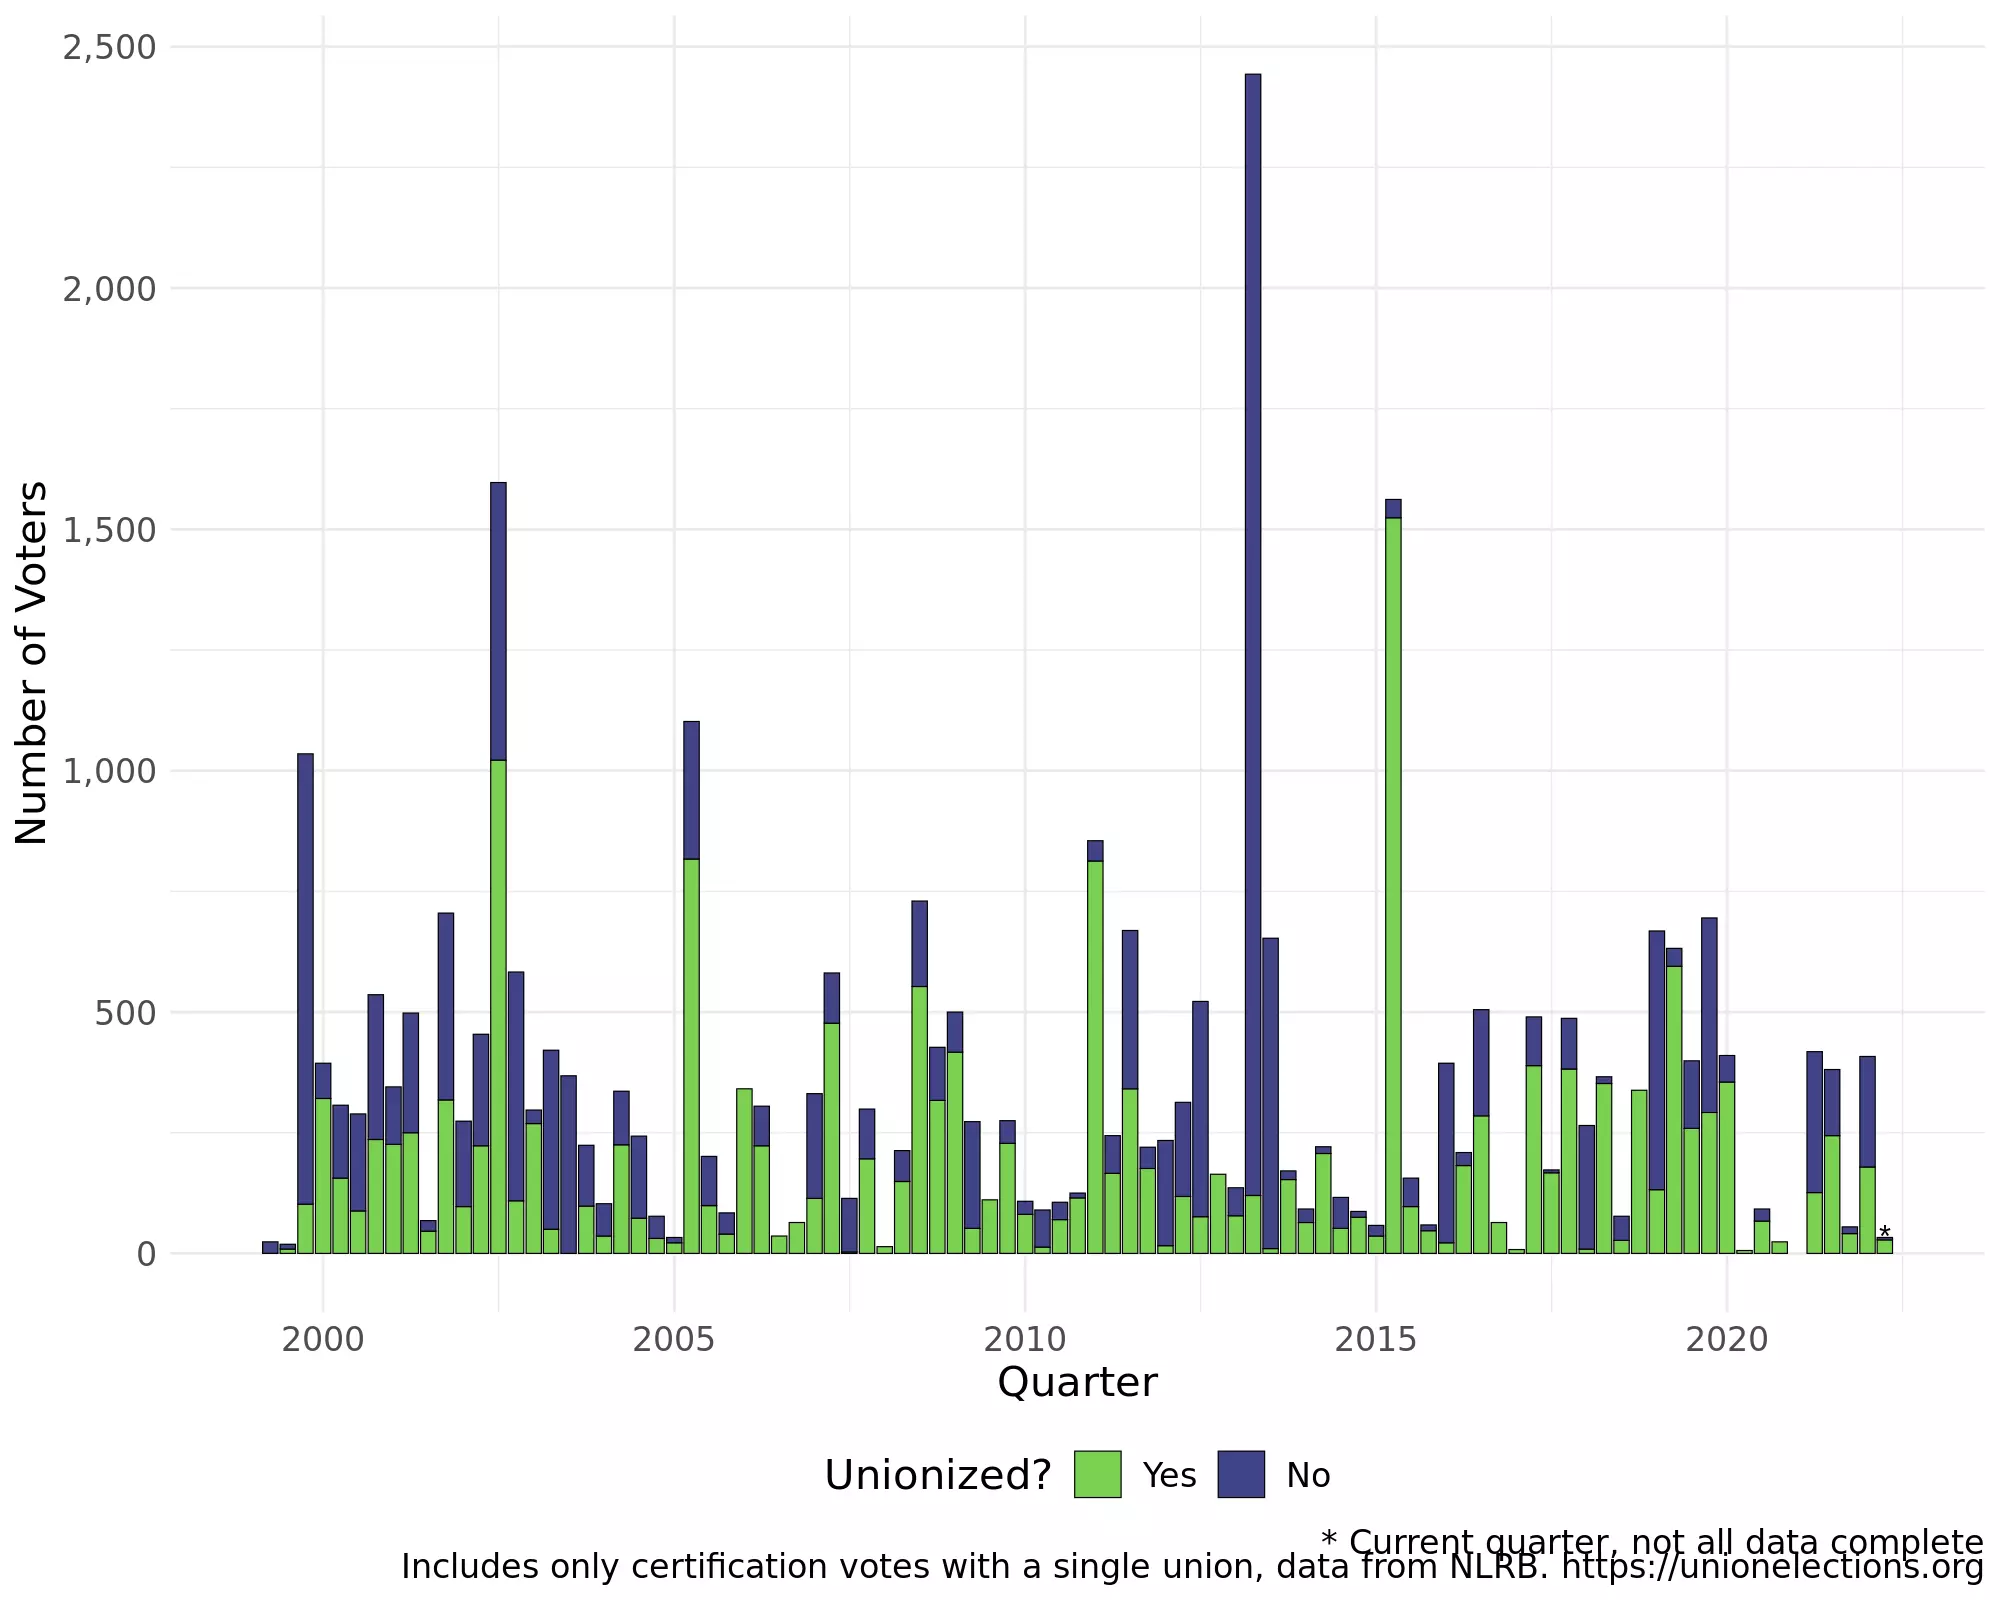 2,500
2,000
1,500
1,000
500
0
Number of Voters
*
2000 2005 2010 2015 2020
Quarter
Unionized? Yes No
* Current quarter, not all data complete
Includes only certification votes with a single union, data from NLRB. https://unionelections.org